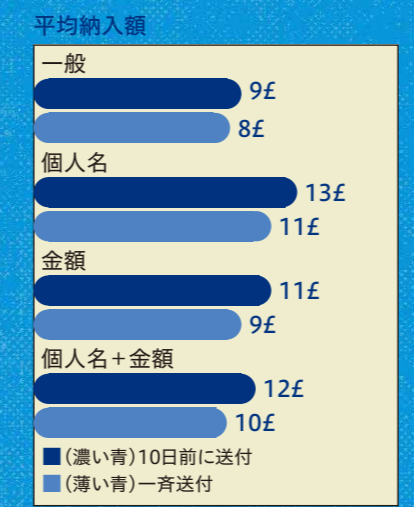 平均納入額
一般
9£
8£
個人名
13£
11£
金額
11£
9£
個人名＋金額
12£
10£
■（濃い青）10日前に送付
■（薄い青）一斉送付